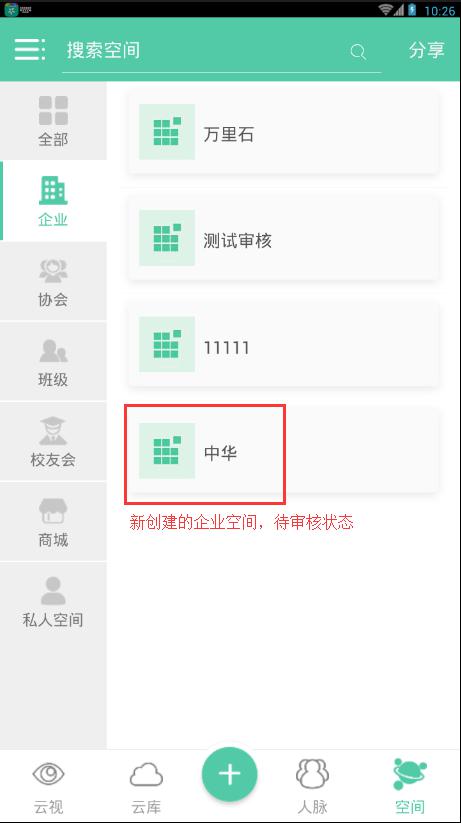 10:26
搜索空间
分享
全部
企业
协会
班级
校友会
商城
私人空间
万里石
测试审核
11111
中华
新创建的企业空间，待审核状态
云视
云库
人脉
空间